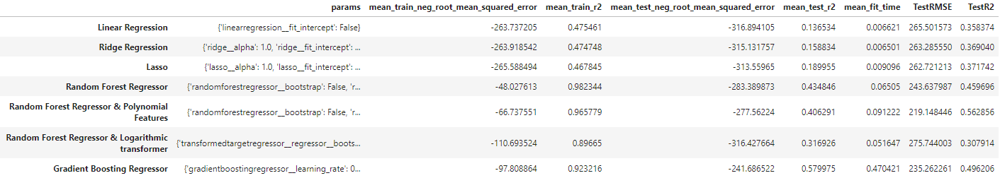 params mean_train_neg_root_mean_squared_error mean_train_r2 mean_test_neg_root_mean_squared_error mean_test_r2 mean_fit_time TestRMSE TestR2
Linear Regression {'linearregression__fit_intercept': False} -263.737205 0.475461 -316.894105 0.136534 0.006621 265.501573 0.358374
Ridge Regression {'ridge__alpha': 1.0, 'ridge__fit_intercept': ... -263.918542 0.474748 -315.131757 0.158834 0.006501 263.285550 0.369040
Lasso {'lasso__alpha': 1.0, 'lasso__fit_intercept': ... -265.588494 0.467845 -313.55965 0.189955 0.009096 262.721213 0.371742
Random Forest Regressor {'randomforestregressor__bootstrap': False, 'r... -48.027613 0.982344 -283.389873 0.434846 0.06505 243.637987 0.459696
Random Forest Regressor & Polynomial
Features {'randomforestregressor__bootstrap': False, 'r... -66.737551 0.965779 -277.56224 0.406291 0.091222 219.148446 0.562856
Random Forest Regressor & Logarithmic
transformer {'transformedtargetregressor__regressor__boots... -110.693524 0.89665 -316.427664 0.316926 0.051647 275.744003 0.307914
Gradient Boosting Regressor {'gradientboostingregressor__learning_rate': 0... -97.808864 0.923216 -241.686522 0.579975 0.470421 235.262261 0.496206